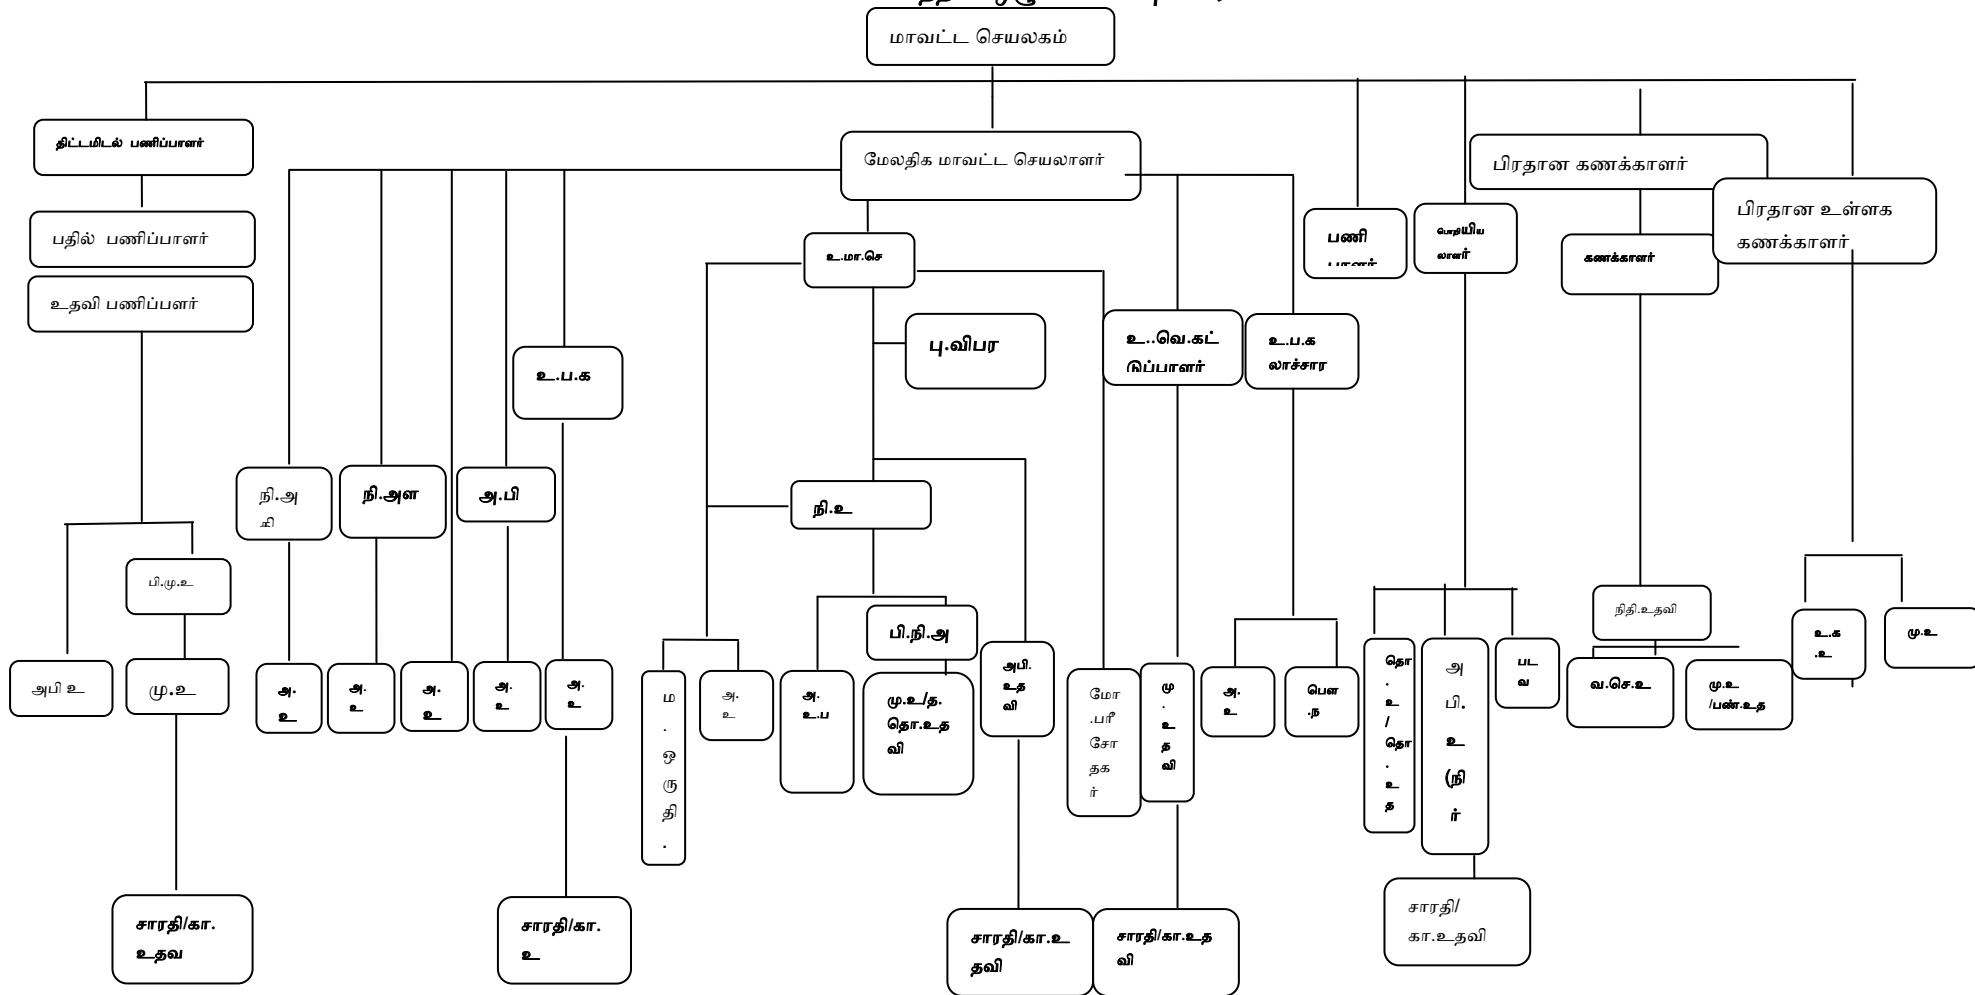 மாவட்ட செயலகம்
திட்டமிடல் பணிப்பாளர்
மேலதிக மாவட்ட செயலாளர்
பிரதான கணக்காளர்
பிரதான உள்ளக
கணக்காளர்
பதில் பணிப்பாளர்
உதவி பணிப்பளர்
உ.மா.செ
பணி
பொறியிய
லாளர்
கணக்காளர்
பு.விபர
உ..வெ.கட்
டுப்பாளர்
உ.ப.க
லாச்சார
உ.ப.க
நி.அ
நி.அள
அ.பி
நி.உ
பி.மு.உ
நிதி.உதவி
பி.நி.அ
உ.க
.உ
மு.உ
அபி உ
மு.உ
அ.
உ
அ.
உ
அ.
உ
அ.
உ
அ.
உ
ம
.
ஒ
ரு
தி
.
அ.
உ
அ.
உ.ப
மு.உ/த.
தொ.உத
வி
அபி.
உத
வி
மோ
.பரீ
சோ
தக
ர்
மு
.
உ
த
வி
அ.
உ
பௌ
.ந
தொ
.
உ
/
தொ
.
உ
த
அ
பி.
உ
(நி
ர்
பட
வ
வ.செ.உ
மு.உ
/பண்.உத
சாரதி/கா.
உதவ
சாரதி/கா.
உ
சாரதி/கா.உ
தவி
சாரதி/கா.உத
வி
சாரதி/
கா.உதவி